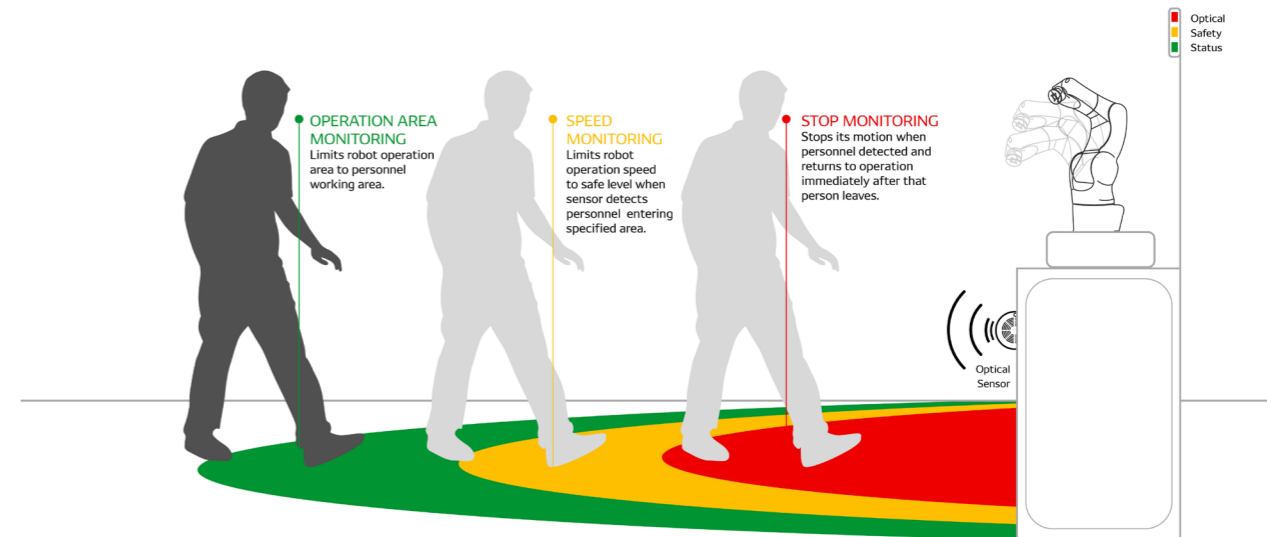 Optical
Safety
Status
OPERATION AREA
MONITORING
Limits robot operation
area to personnel
working area.
SPEED
MONITORING
Limits robot
operation speed
to safe level when
sensor detects
personnel entering
specified area.
STOP MONITORING
Stops its motion when
personnel detected and
returns to operation
immediately after that
person leaves.
Optical
Sensor